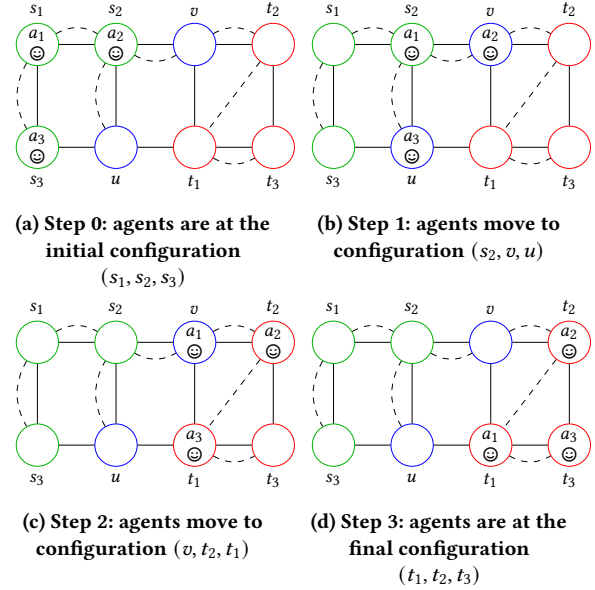 s₁ s₂ v t₂
a₁ a₂
a₃
s₃ u t₁ t₃
(a) Step 0: agents are at the
initial configuration
(s₁, s₂, s₃)
s₁ s₂ v t₂
a₁ a₂
a₃
s₃ u t₁ t₃
(b) Step 1: agents move to
configuration (s₂, v, u)
s₁ s₂ v t₂
a₁ a₂
a₃
s₃ u t₁ t₃
(c) Step 2: agents move to
configuration (v, t₂, t₁)
s₁ s₂ v t₂
a₂
a₁ a₃
s₃ u t₁ t₃
(d) Step 3: agents are at the
final configuration
(t₁, t₂, t₃)